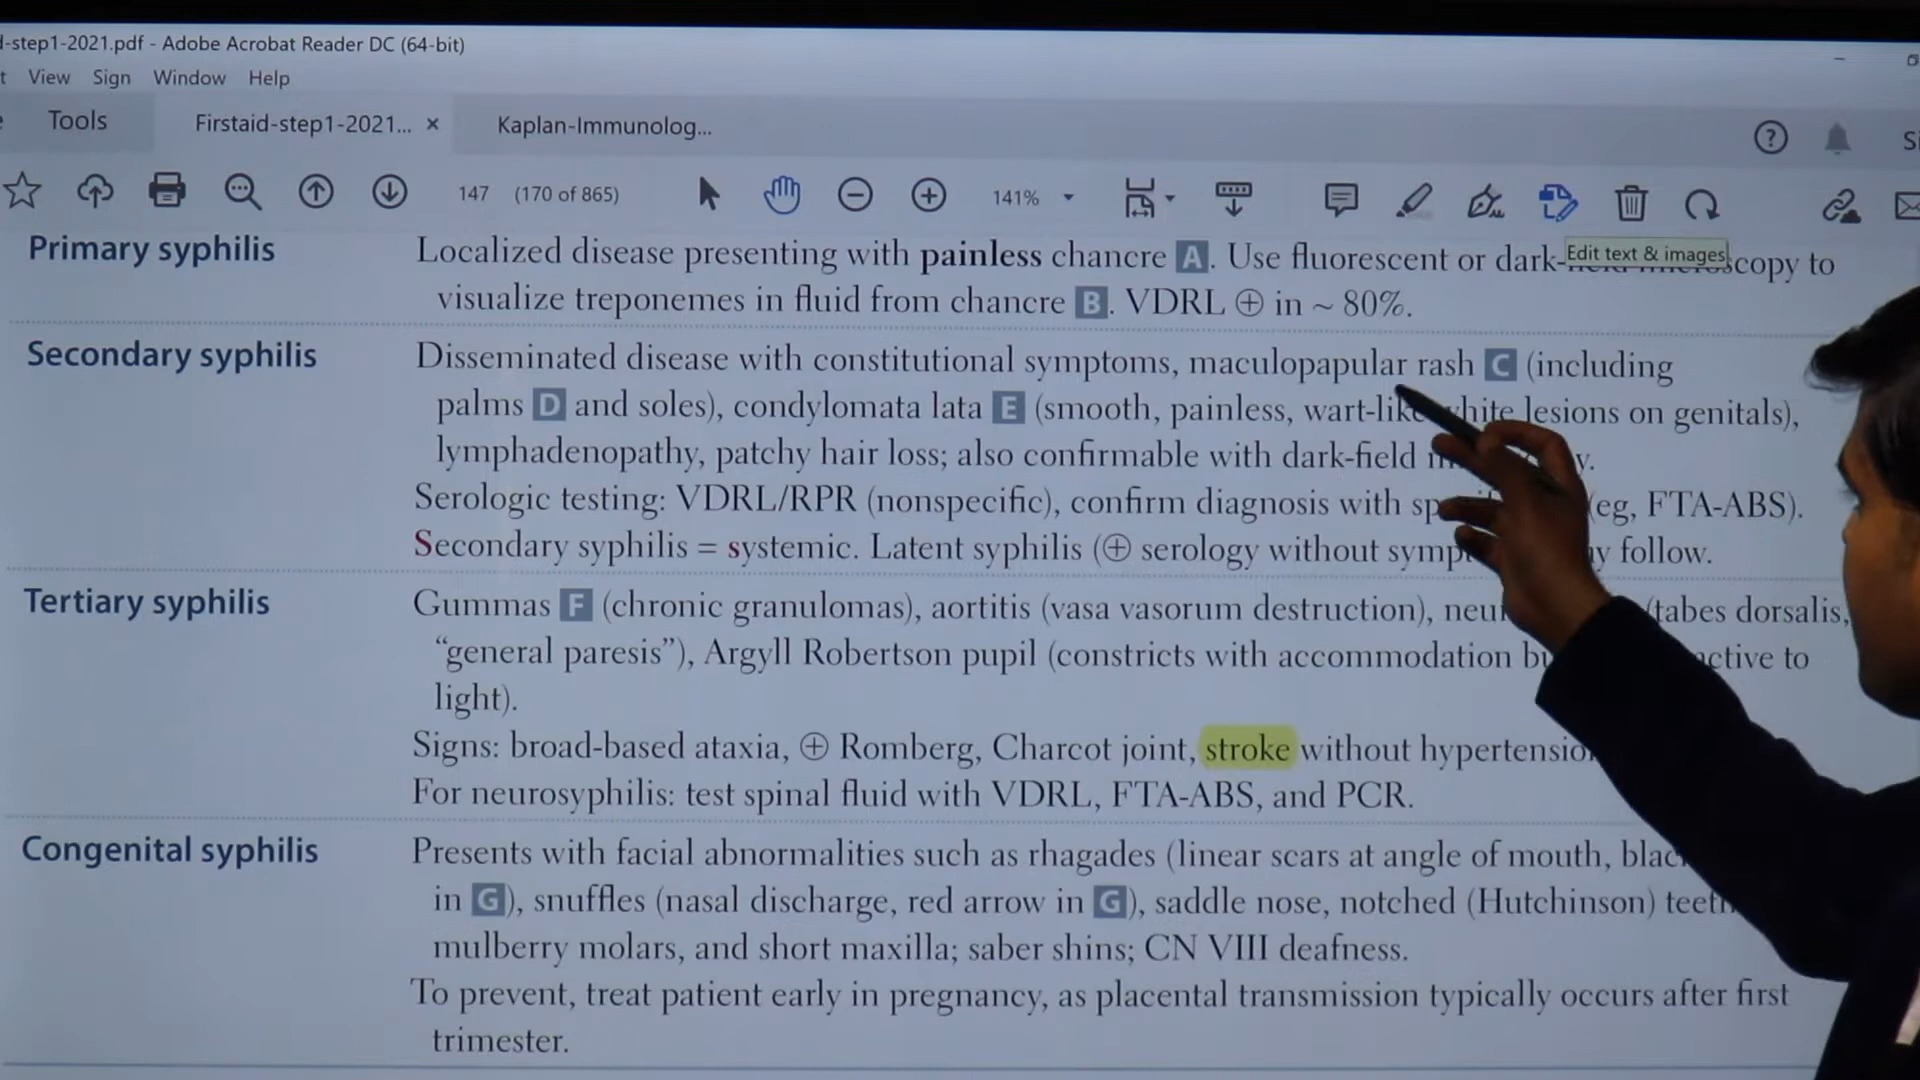 d-step1-2021.pdf - Adobe Acrobat Reader DC (64-bit)
t View Sign Window Help
e Tools Firstaid-step1-2021... × Kaplan-Immunolog...
147 (170 of 865) 141%
Edit text & images
Primary syphilis Localized disease presenting with painless chancre A. Use fluorescent or dark- scopy to
visualize treponemes in fluid from chancre B. VDRL ⊕ in ~ 80%.
Secondary syphilis Disseminated disease with constitutional symptoms, maculopapular rash C (including
palms D and soles), condylomata lata E (smooth, painless, wart-like white lesions on genitals),
lymphadenopathy, patchy hair loss; also confirmable with dark-field m y.
Serologic testing: VDRL/RPR (nonspecific), confirm diagnosis with sp (eg, FTA-ABS).
Secondary syphilis = systemic. Latent syphilis (⊕ serology without symp y follow.
Tertiary syphilis Gummas F (chronic granulomas), aortitis (vasa vasorum destruction), neu (tabes dorsalis,
“general paresis”), Argyll Robertson pupil (constricts with accommodation b ctive to
light).
Signs: broad-based ataxia, ⊕ Romberg, Charcot joint, stroke without hypertensio
For neurosyphilis: test spinal fluid with VDRL, FTA-ABS, and PCR.
Congenital syphilis Presents with facial abnormalities such as rhagades (linear scars at angle of mouth, blac
in G), snuffles (nasal discharge, red arrow in G), saddle nose, notched (Hutchinson) teeth
mulberry molars, and short maxilla; saber shins; CN VIII deafness.
To prevent, treat patient early in pregnancy, as placental transmission typically occurs after first
trimester.